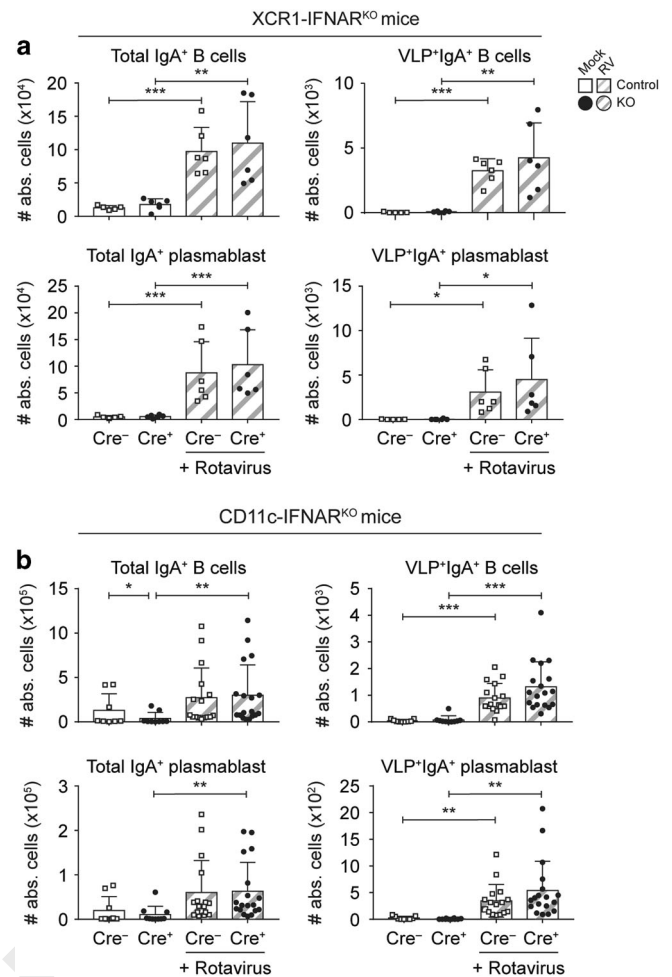 XCR1-IFNARᴷᴼ mice
a
Total IgA⁺ B cells
VLP⁺IgA⁺ B cells
Mock
RV
Control
KO
# abs. cells (x10⁴)
20
15
10
5
0
***
**
# abs. cells (x10³)
10
5
0
***
**
Total IgA⁺ plasmablast
VLP⁺IgA⁺ plasmablast
# abs. cells (x10⁴)
25
20
15
10
5
0
***
***
Cre⁻ Cre⁺ Cre⁻ Cre⁺
+ Rotavirus
# abs. cells (x10³)
15
10
5
0
*
*
Cre⁻ Cre⁺ Cre⁻ Cre⁺
+ Rotavirus
CD11c-IFNARᴷᴼ mice
b
Total IgA⁺ B cells
VLP⁺IgA⁺ B cells
# abs. cells (x10⁵)
15
10
5
0
*
**
# abs. cells (x10³)
5
4
3
2
1
0
***
***
Total IgA⁺ plasmablast
VLP⁺IgA⁺ plasmablast
# abs. cells (x10⁵)
3
2
1
0
**
Cre⁻ Cre⁺ Cre⁻ Cre⁺
+ Rotavirus
# abs. cells (x10²)
25
20
15
10
5
0
**
**
Cre⁻ Cre⁺ Cre⁻ Cre⁺
+ Rotavirus